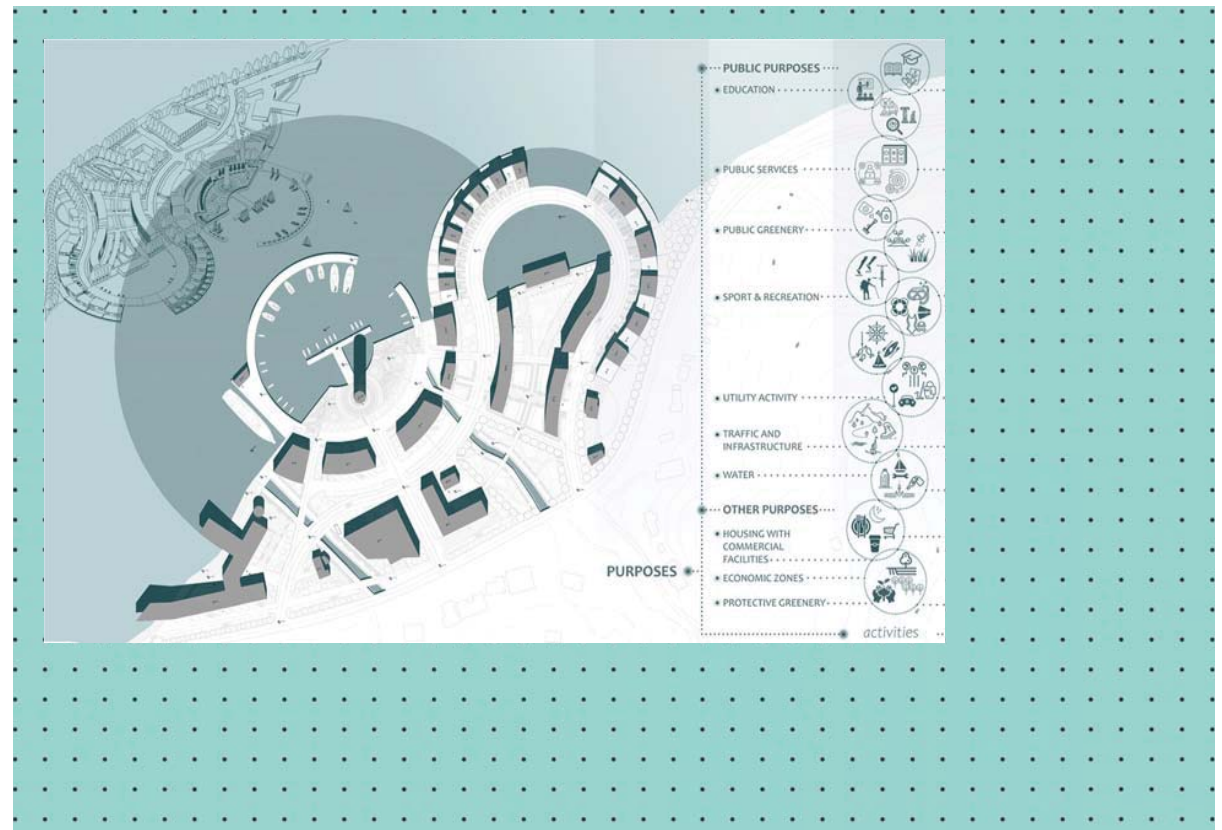 PUBLIC PURPOSES
EDUCATION
PUBLIC SERVICES
PUBLIC GREENERY
SPORT & RECREATION
UTILITY ACTIVITY
TRAFFIC AND
INFRASTRUCTURE
WATER
OTHER PURPOSES
HOUSING WITH
COMMERCIAL
FACILITIES
PURPOSES
ECONOMIC ZONES
PROTECTIVE GREENERY
activities